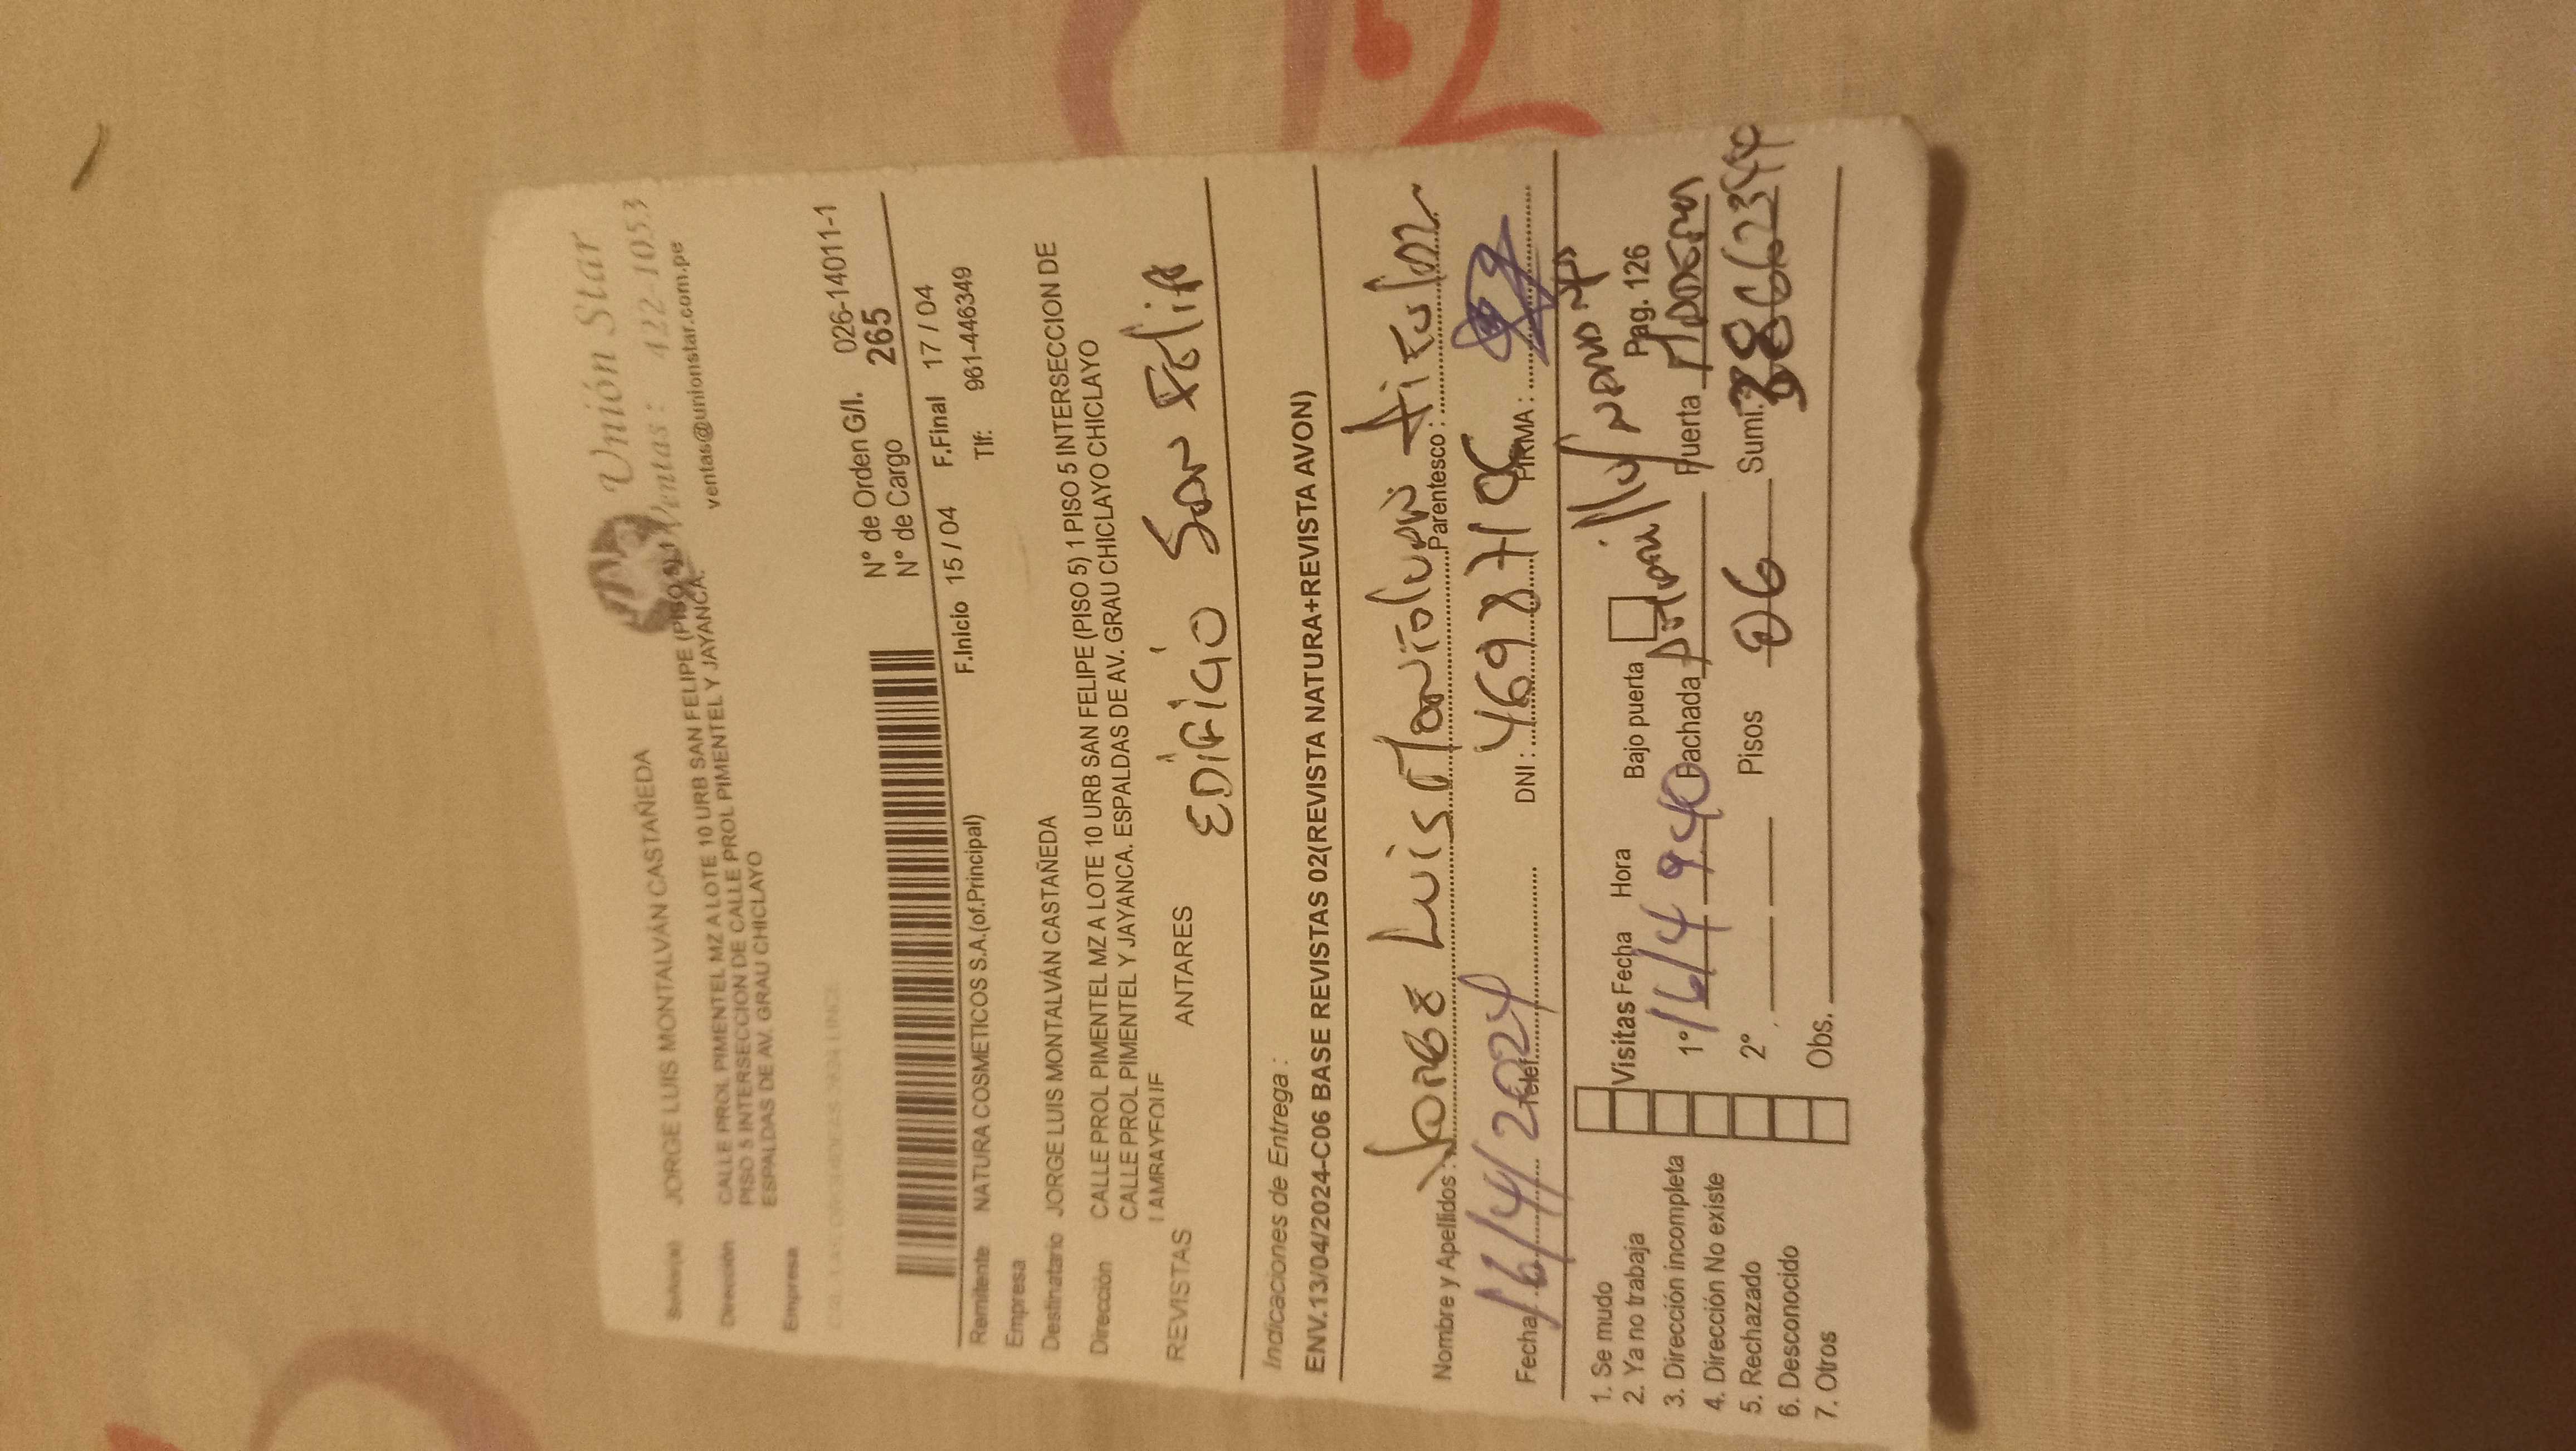 Unión Star
Ventas: 422-1053
ventas@unionstar.com.pe
Señor(a) JORGE LUIS MONTALVÁN CASTAÑEDA
Dirección CALLE PROL PIMENTEL MZ A LOTE 10 URB SAN FELIPE (PISO 5) 1
PISO 5 INTERSECCION DE CALLE PROL PIMENTEL Y JAYANCA.
ESPALDAS DE AV. GRAU CHICLAYO
Empresa
N° de Orden G/I. 026-14011-1
N° de Cargo 265
F.Inicio 15 / 04 F.Final 17 / 04
Remitente NATURA COSMETICOS S.A.(of.Principal) Tlf: 961-446349
Empresa
Destinatario JORGE LUIS MONTALVÁN CASTAÑEDA
Dirección CALLE PROL PIMENTEL MZ A LOTE 10 URB SAN FELIPE (PISO 5) 1 PISO 5 INTERSECCION DE
CALLE PROL PIMENTEL Y JAYANCA. ESPALDAS DE AV. GRAU CHICLAYO CHICLAYO CHICLAYO
LAMBAYEQUE
REVISTAS ANTARES
EDIFICIO SAN FELIPE
Indicaciones de Entrega :
ENV.13/04/2024-C06 BASE REVISTAS 02(REVISTA NATURA+REVISTA AVON)
Nombre y Apellidos : Jorge Luis Montalvan Parentesco : Titular
Fecha 16/4/2024 Telef. DNI : 46987106 FIRMA :
1. Se mudo
2. Ya no trabaja
3. Dirección incompleta
4. Dirección No existe
5. Rechazado
6. Desconocido
7. Otros
Visitas Fecha Hora Bajo puerta Pag. 126
1° 16/4 940 Fachada Puerta Madera
2° Pisos 06 Sumi.
Obs.